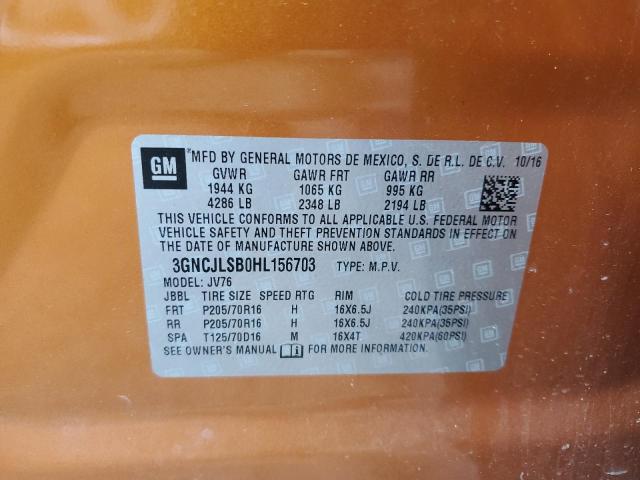 GM *MFD BY GENERAL MOTORS DE MEXICO, S. DE R.L. DE C.V. 10/16
GVWR GAWR FRT GAWR RR
1944 KG 1065 KG 995 KG
4286 LB 2348 LB 2194 LB
THIS VEHICLE CONFORMS TO ALL APPLICABLE U.S. FEDERAL MOTOR
VEHICLE SAFETY AND THEFT PREVENTION STANDARDS IN EFFECT ON
THE DATE OF MANUFACTURE SHOWN ABOVE.
3GNCJLSB0HL156703 TYPE: M.P.V.
MODEL: JV76
JBBL TIRE SIZE SPEED RTG RIM COLD TIRE PRESSURE
FRT P205/70R16 H 16X6.5J 240KPA(35PSI)
RR P205/70R16 H 16X6.5J 240KPA(35PSI)
SPA T125/70D16 M 16X4T 420KPA(60PSI)
SEE OWNER'S MANUAL FOR MORE INFORMATION.